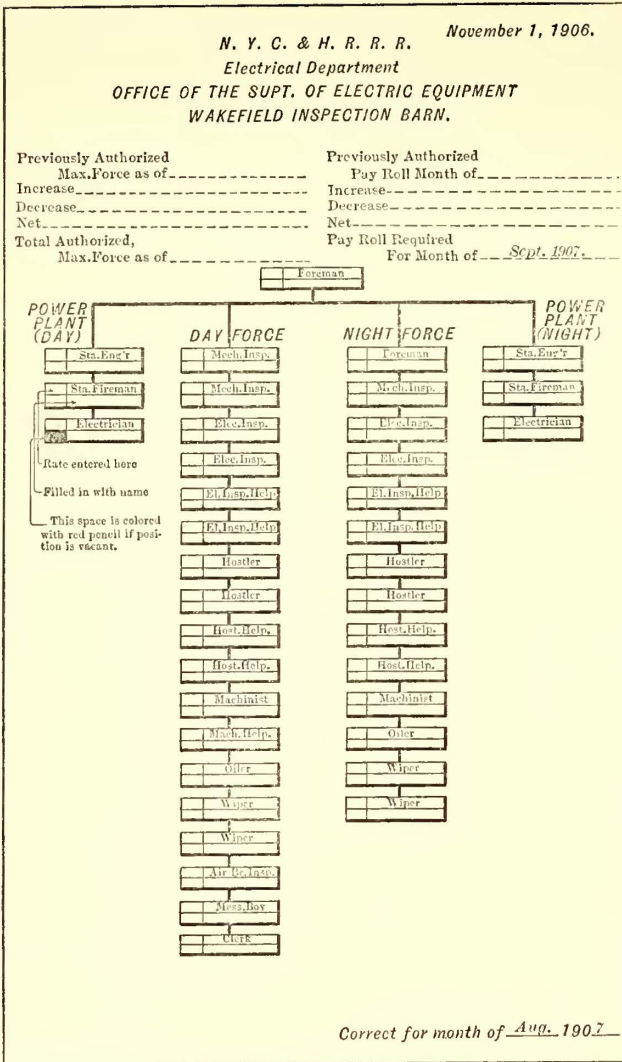 November 1, 1906.
N. Y. C. & H. R. R. R.
Electrical Department
OFFICE OF THE SUPT. OF ELECTRIC EQUIPMENT
WAKEFIELD INSPECTION BARN.
Previously Authorized
Max.Force as of
Increase
Decrease
Net
Total Authorized,
Max.Force as of
Previously Authorized
Pay Roll Month of
Increase
Decrease
Net
Pay Roll Required
For Month of Sept. 1907.
Foreman
POWER
PLANT
(DAY)
Sta.Eng'r
Sta.Fireman
Electrician
Rate entered here
Filled in with name
This space is colored
with red pencil if posi-
tion is vacant.
DAY FORCE
Mech.Insp.
Mech.Insp.
Elec.Insp.
Elec.Insp.
El.Insp.Help
El.Insp.Help
Hostler
Hostler
Host.Help.
Host.Help.
Machinist
Mach.Help.
Oiler
Wiper
Wiper
Air Br.Insp.
Mess.Boy
Clerk
NIGHT FORCE
Foreman
Mech.Insp.
Elec.Insp.
Elec.Insp.
El.Insp.Help
El.Insp.Help
Hostler
Hostler
Host.Help.
Host.Help.
Machinist
Oiler
Wiper
Wiper
POWER
PLANT
(NIGHT)
Sta.Eng'r
Sta.Fireman
Electrician
Correct for month of Aug. 1907